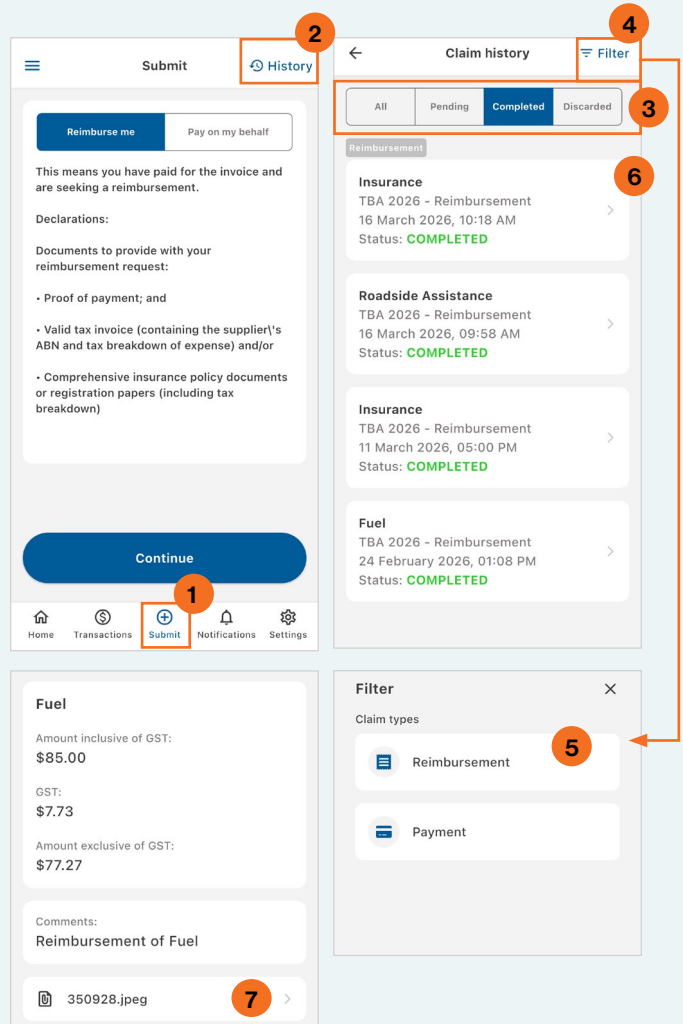 2
Submit
History
Reimburse me
Pay on my behalf
This means you have paid for the invoice and
are seeking a reimbursement.
Declarations:
Documents to provide with your
reimbursement request:
• Proof of payment; and
• Valid tax invoice (containing the supplier\'s
ABN and tax breakdown of expense) and/or
• Comprehensive insurance policy documents
or registration papers (including tax
breakdown)
Continue
1
Home
Transactions
Submit
Notifications
Settings
4
Claim history
Filter
All
Pending
Completed
Discarded
3
Reimbursement
6
Insurance
TBA 2026 - Reimbursement
16 March 2026, 10:18 AM
Status: COMPLETED
Roadside Assistance
TBA 2026 - Reimbursement
16 March 2026, 09:58 AM
Status: COMPLETED
Insurance
TBA 2026 - Reimbursement
11 March 2026, 05:00 PM
Status: COMPLETED
Fuel
TBA 2026 - Reimbursement
24 February 2026, 01:08 PM
Status: COMPLETED
Fuel
Amount inclusive of GST:
$85.00
GST:
$7.73
Amount exclusive of GST:
$77.27
Comments:
Reimbursement of Fuel
350928.jpeg
7
Filter
Claim types
5
Reimbursement
Payment